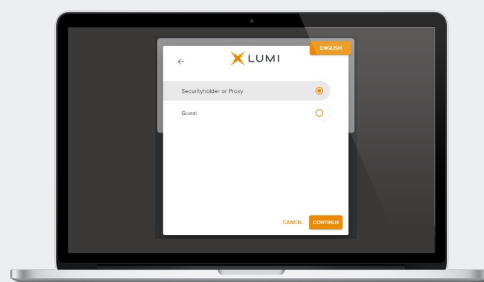 ENGLISH
LUMI
Securityholder or Proxy
Guest
CANCEL CONTINUE